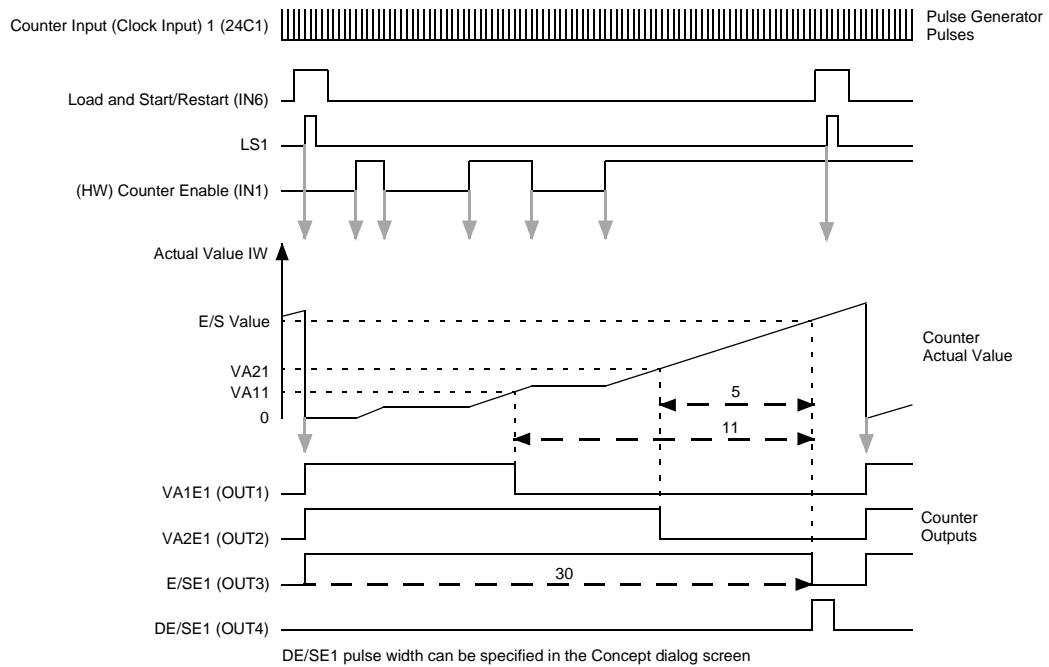 Counter Input (Clock Input) 1 (24C1)
Pulse Generator
Pulses
Load and Start/Restart (IN6)
LS1
(HW) Counter Enable (IN1)
Actual Value IW
E/S Value
Counter
Actual Value
VA21
VA11
5
0
11
VA1E1 (OUT1)
Counter
Outputs
VA2E1 (OUT2)
30
E/SE1 (OUT3)
DE/SE1 (OUT4)
DE/SE1 pulse width can be specified in the Concept dialog screen